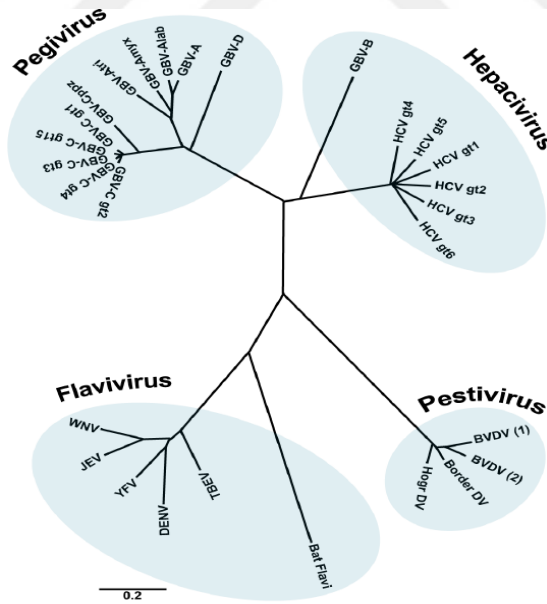 Pegivirus
GBV-Cppz
GBV-Atri
GBV-Amyx
GBV-Alab
GBV-A
GBV-D
GBV-C gt1
GBV-C gt15
GBV-C gt3
GBV-C gt4
GBV-C gt2
Hepacivirus
GBV-B
HCV gt4
HCV gt5
HCV gt1
HCV gt2
HCV gt3
HCV gt6
Flavivirus
WNV
JEV
YFV
DENV
TBEV
Bat Flavi
Pestivirus
BVDV (1)
BVDV (2)
Border DV
Hogr DV
0.2